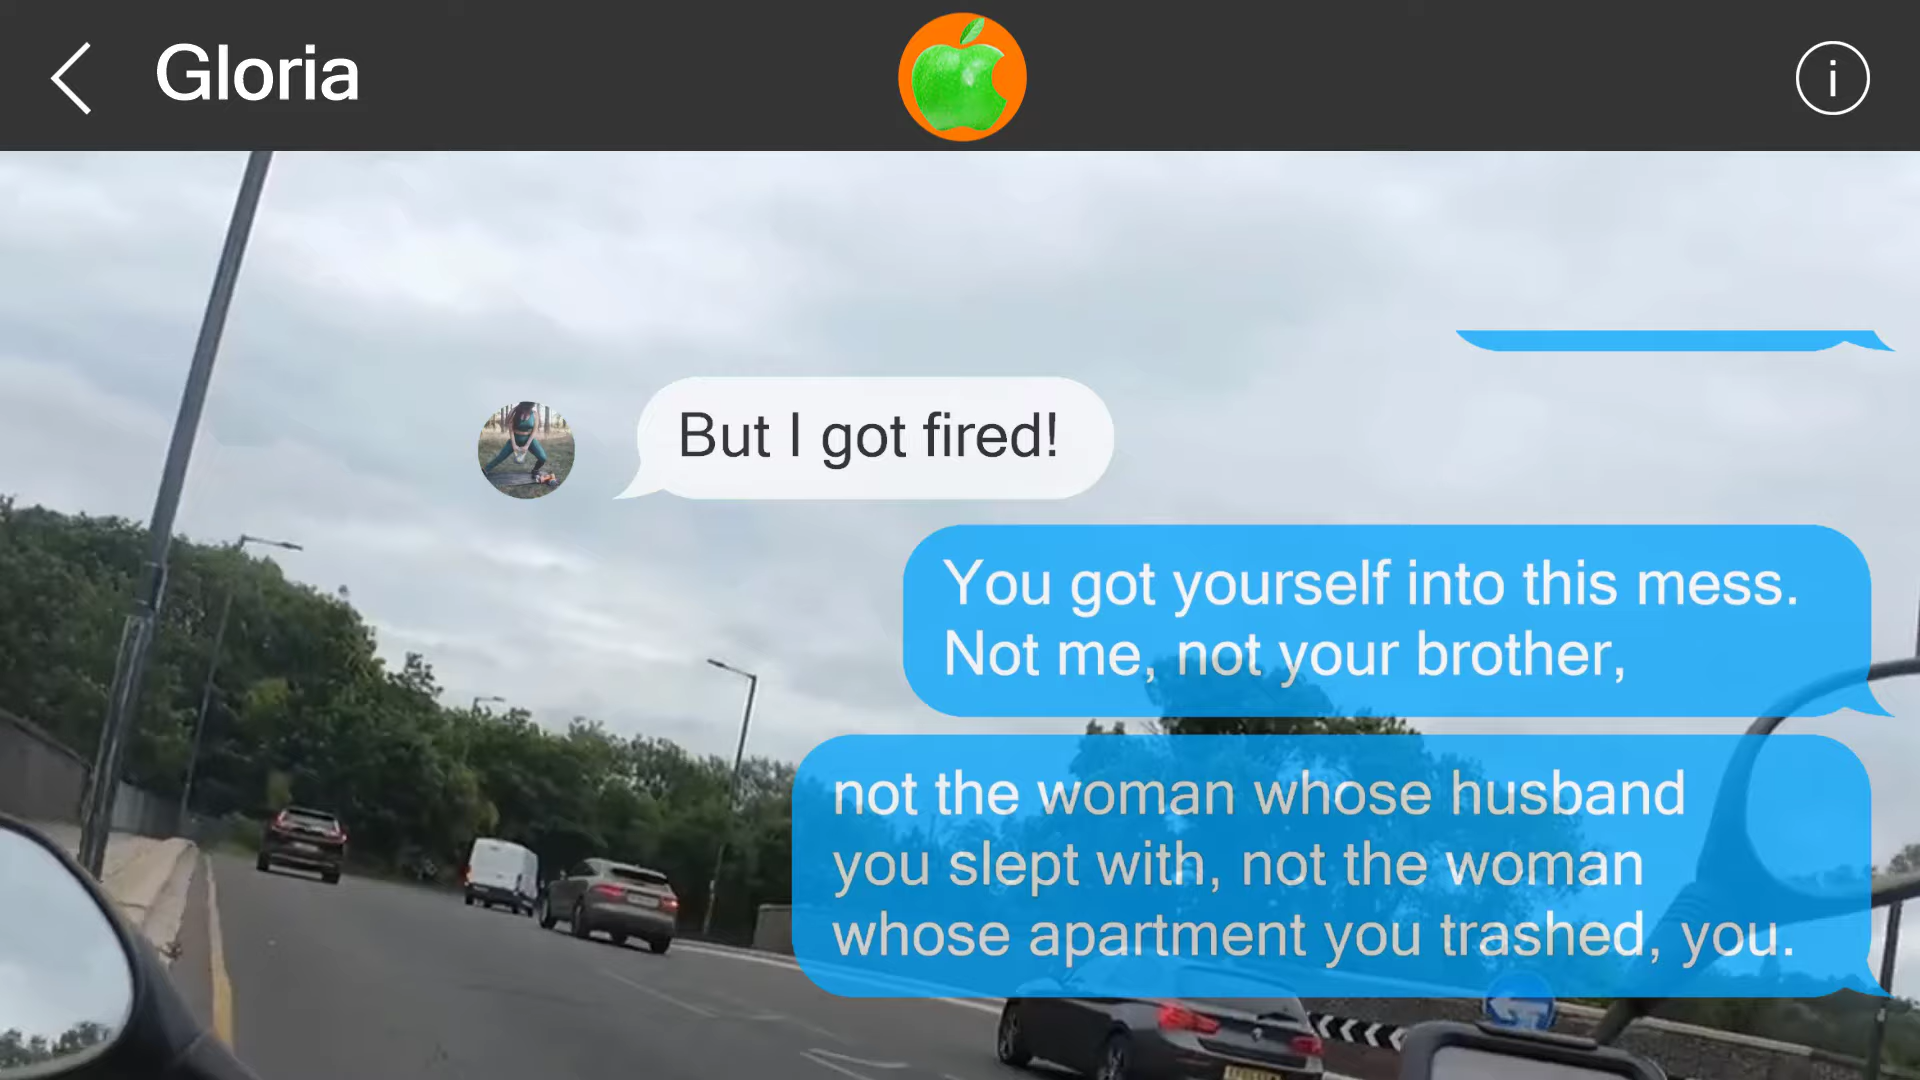 Gloria
But I got fired!
You got yourself into this mess.
Not me, not your brother,
not the woman whose husband
you slept with, not the woman
whose apartment you trashed, you.